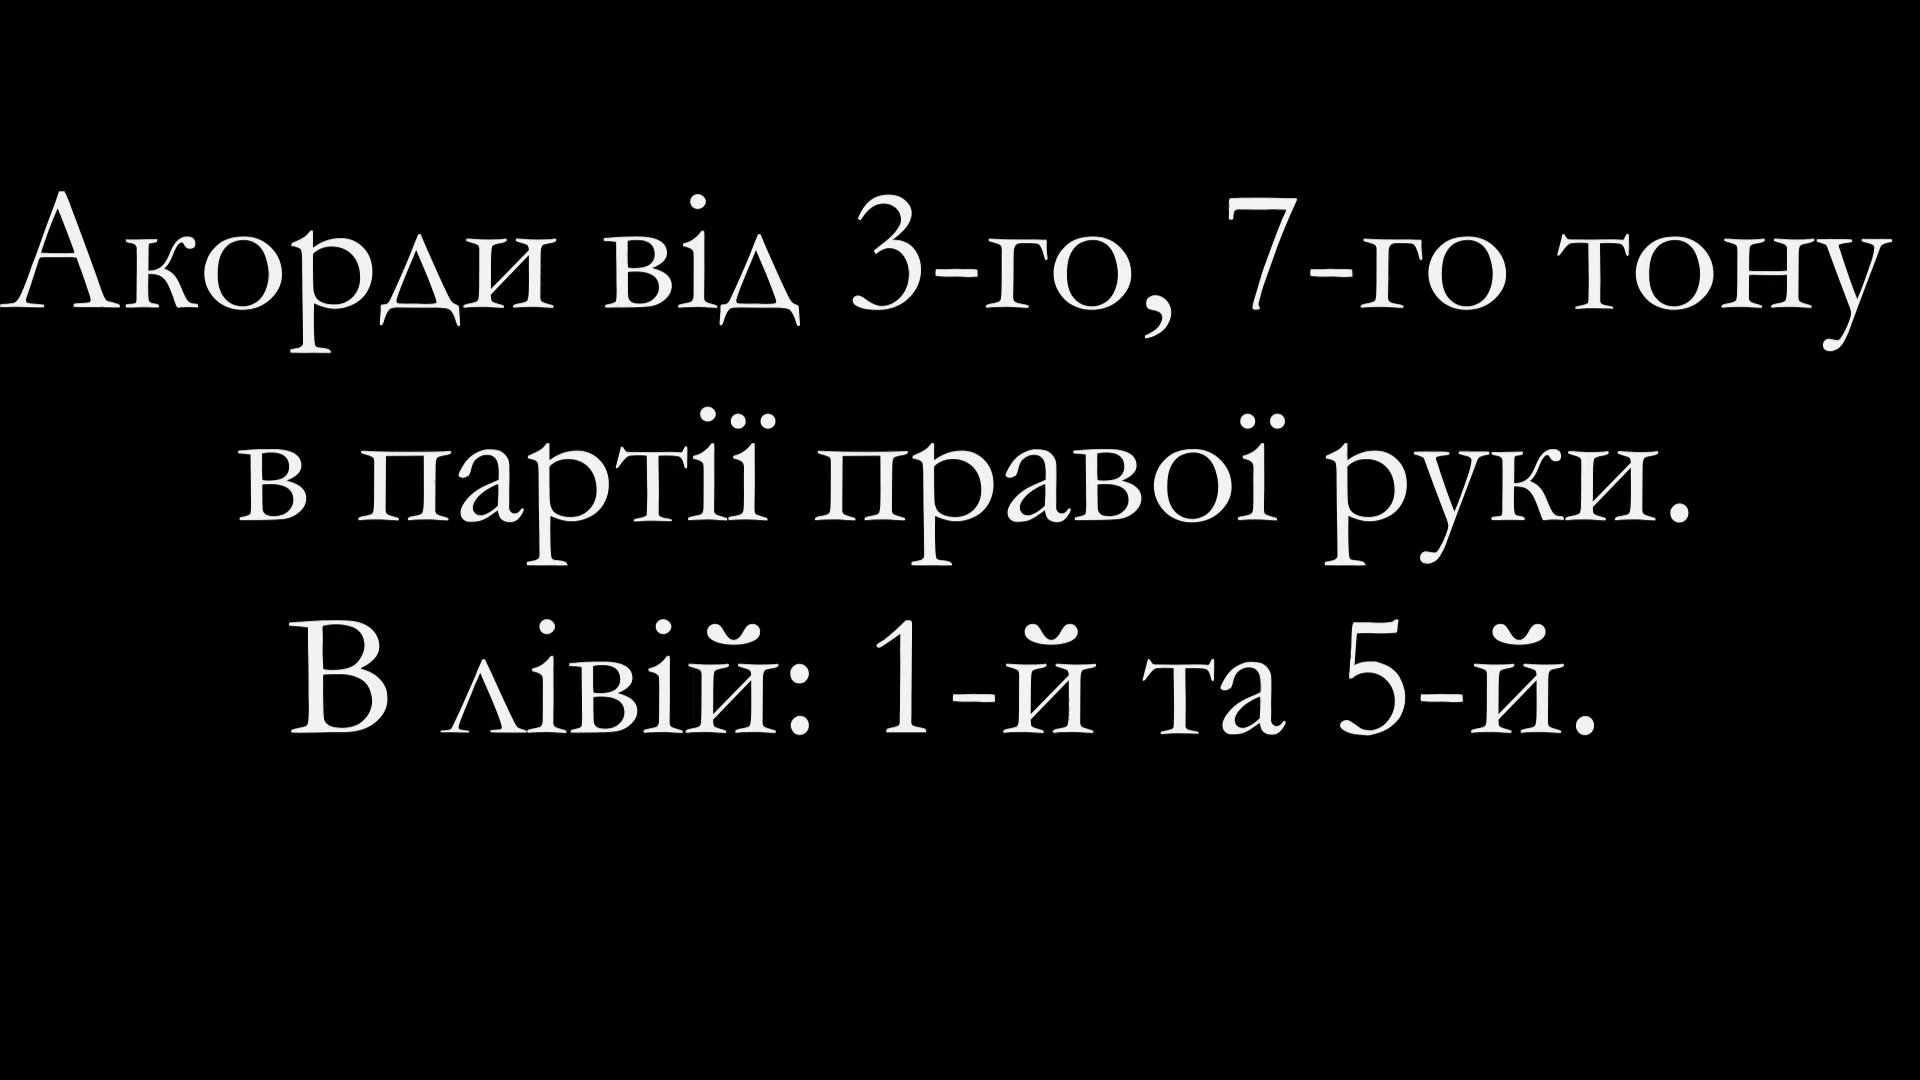 Акорди від 3-го, 7-го тону
в партії правої руки.
В лівій: 1-й та 5-й.